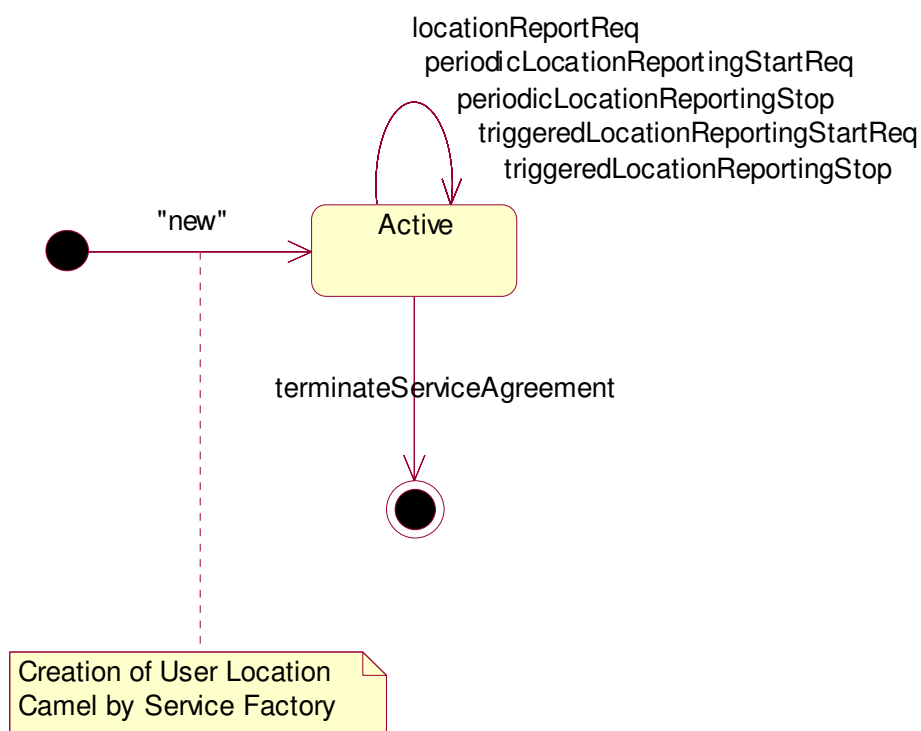 locationReportReq
periodicLocationReportingStartReq
periodicLocationReportingStop
triggeredLocationReportingStartReq
triggeredLocationReportingStop
"new"
Active
terminateServiceAgreement
Creation of User Location
Camel by Service Factory